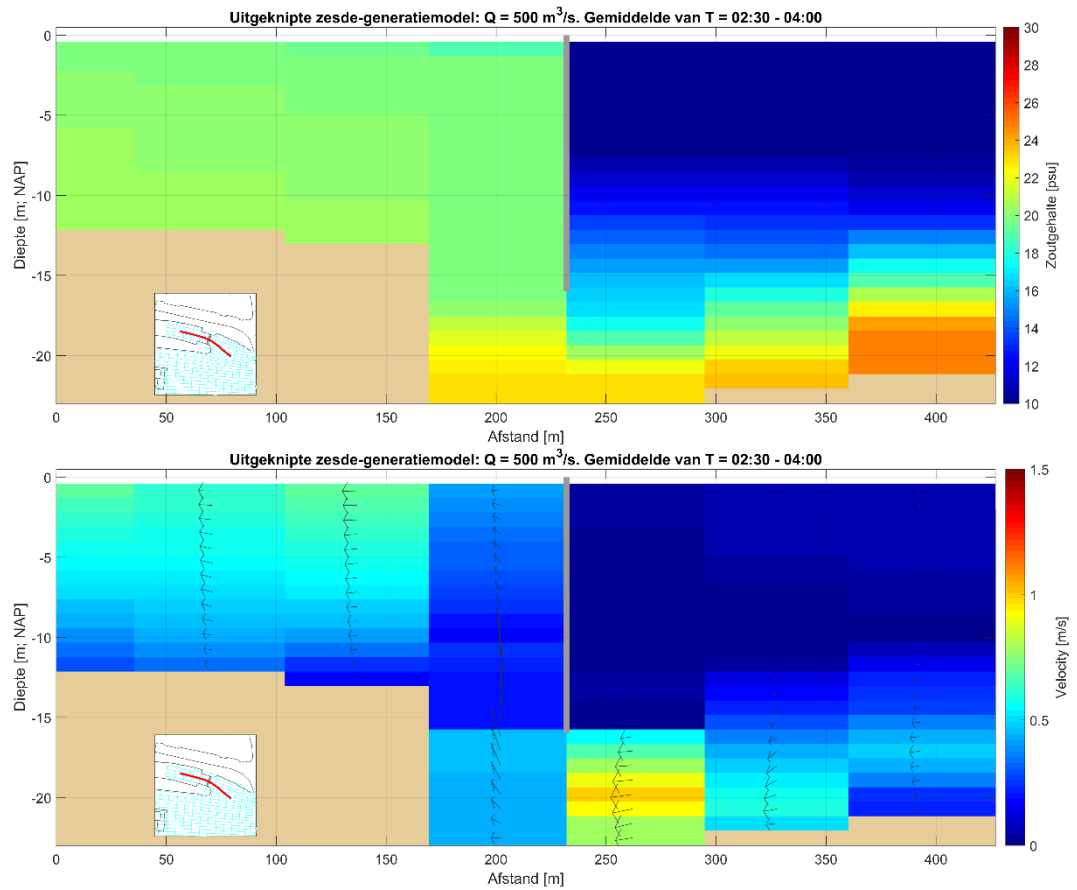 Uitgeknipte zesde-generatiemodel: Q = 500 m³/s. Gemiddelde van T = 02:30 - 04:00
Diepte [m; NAP]
0
-5
-10
-15
-20
0 50 100 150 200 250 300 350 400
Afstand [m]
30
28
26
24
22
20
18
16
14
12
10
Zoutgehalte [psu]
Uitgeknipte zesde-generatiemodel: Q = 500 m³/s. Gemiddelde van T = 02:30 - 04:00
Diepte [m; NAP]
0
-5
-10
-15
-20
0 50 100 150 200 250 300 350 400
Afstand [m]
1.5
1
0.5
0
Velocity [m/s]